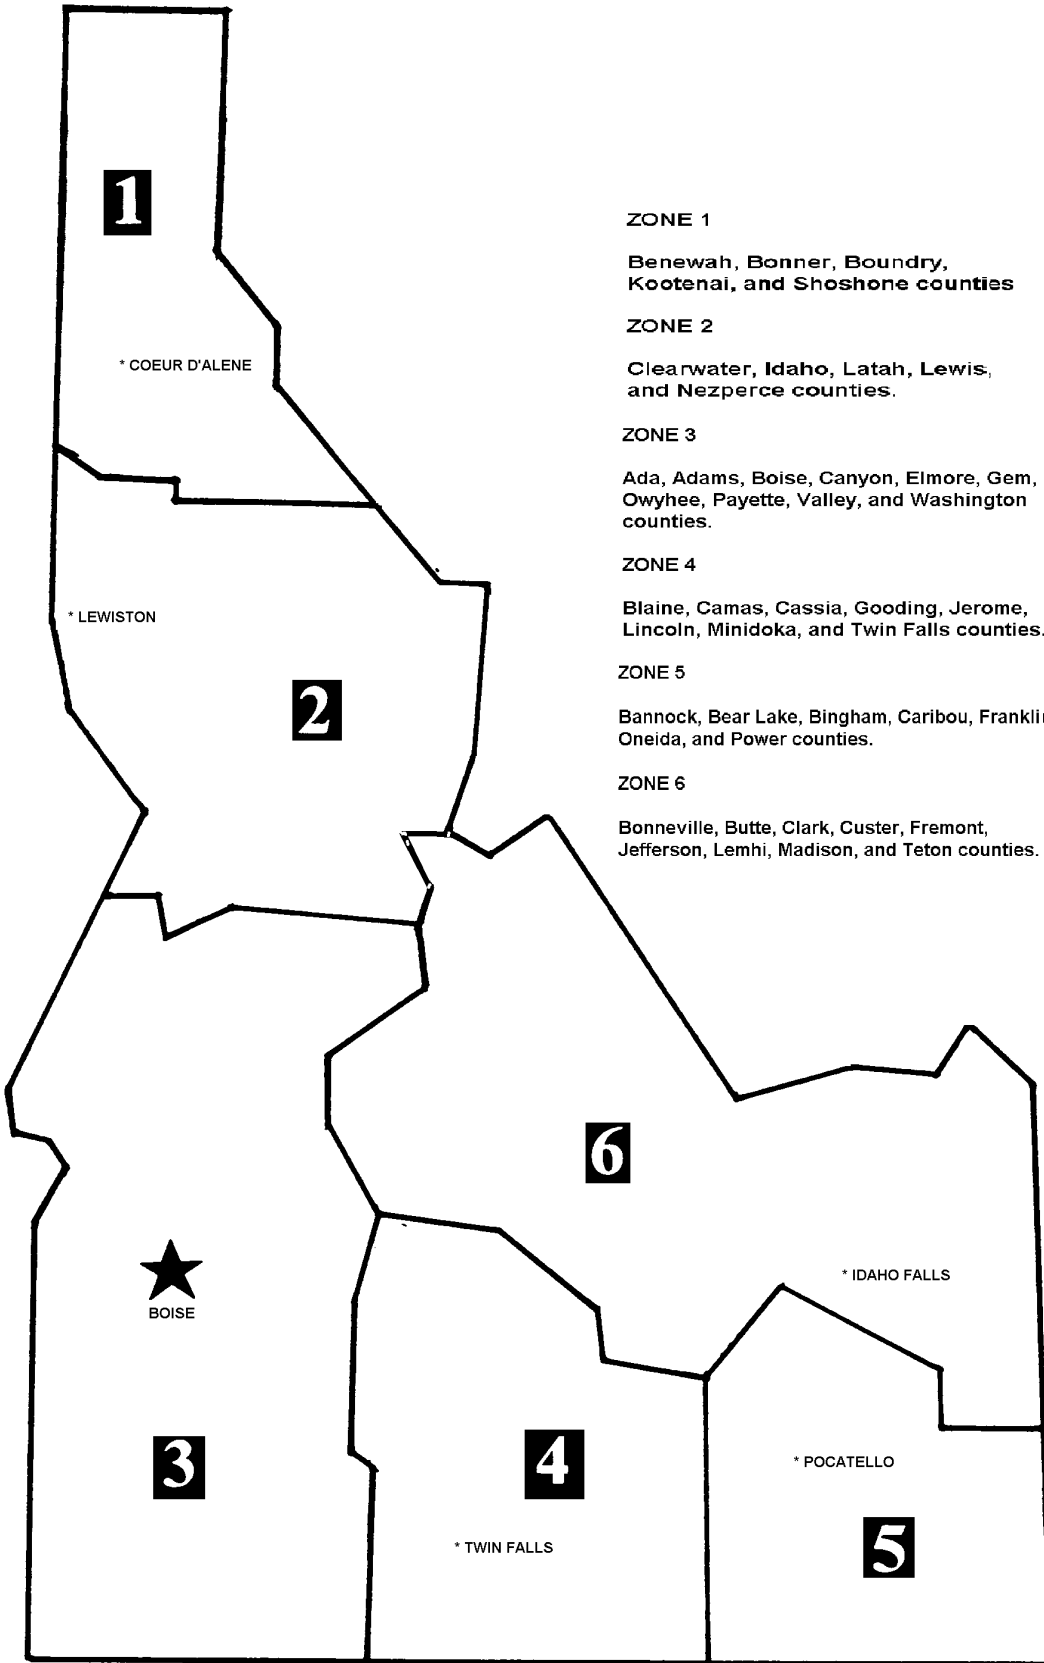 1
ZONE 1
Benewah, Bonner, Boundry,
Kootenai, and Shoshone counties
ZONE 2
* COEUR D'ALENE
Clearwater, Idaho, Latah, Lewis,
and Nezperce counties.
ZONE 3
Ada, Adams, Boise, Canyon, Elmore, Gem,
Owyhee, Payette, Valley, and Washington
counties.
ZONE 4
* LEWISTON
Blaine, Camas, Cassia, Gooding, Jerome,
Lincoln, Minidoka, and Twin Falls counties.
ZONE 5
2
Bannock, Bear Lake, Bingham, Caribou, Franklin
Oneida, and Power counties.
ZONE 6
Bonneville, Butte, Clark, Custer, Fremont,
Jefferson, Lemhi, Madison, and Teton counties.
6
* IDAHO FALLS
BOISE
3
4
* POCATELLO
* TWIN FALLS
5